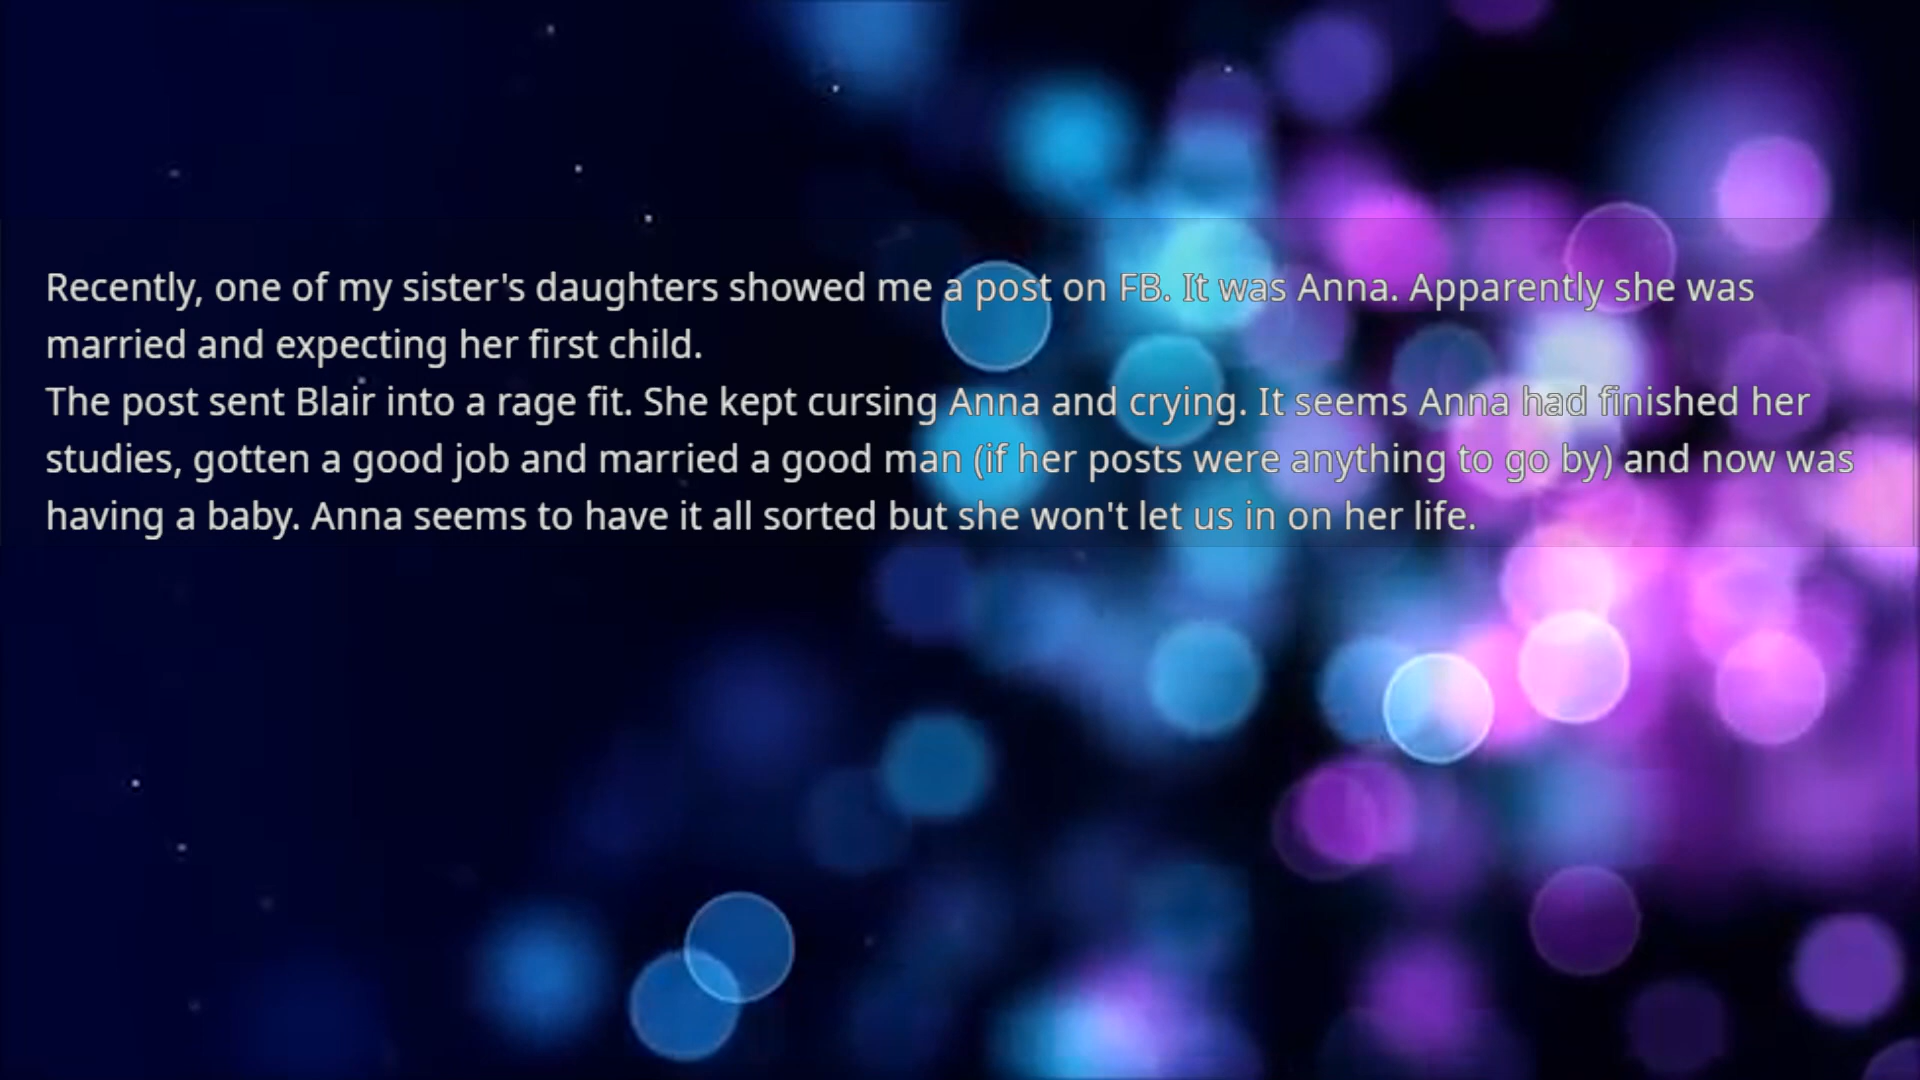 Recently, one of my sister's daughters showed me a post on FB. It was Anna. Apparently she was
married and expecting her first child.
The post sent Blair into a rage fit. She kept cursing Anna and crying. It seems Anna had finished her
studies, gotten a good job and married a good man (if her posts were anything to go by) and now was
having a baby. Anna seems to have it all sorted but she won't let us in on her life.